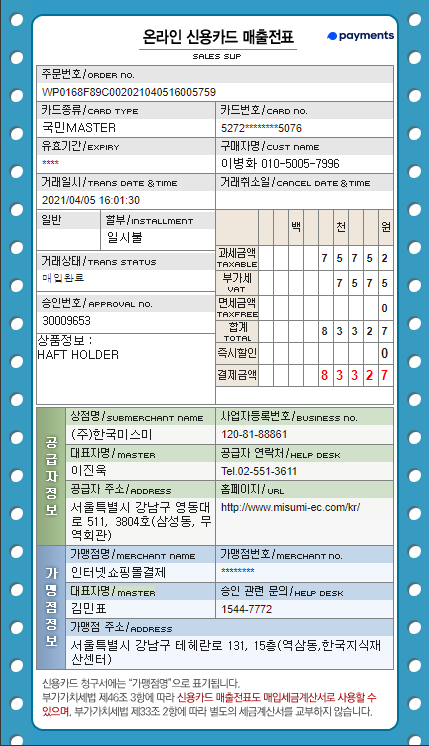 온라인 신용카드 매출전표
payments
SALES SLIP
주문번호/ORDER NO.
WP0168F89C002021040516005759
카드종류/CARD TYPE 카드번호/CARD NO.
국민MASTER 5272********5076
유효기간/EXPIRY 구매자명/CUST NAME
**** 이병화 010-5005-7996
거래일시/TRANS DATE & TIME 거래취소일/CANCEL DATE & TIME
2021/04/05 16:01:30
일반 할부/INSTALLMENT
일시불
거래상태/TRANS STATUS
매입완료
승인번호/APPROVAL NO.
30009653
상품정보 :
HAFT HOLDER
백 천 원
과세금액 TAXABLE 7 5 7 5 2
부가세 VAT 7 5 7 5
면세금액 TAXFREE 0
합계 TOTAL 8 3 3 2 7
즉시할인 0
결제금액 8 3 3 2 7
공급자정보
상점명/SUBMERCHANT NAME 사업자등록번호/BUSINESS NO.
(주)한국미스미 120-81-88861
대표자명/MASTER 공급자 연락처/HELP DESK
이진욱 Tel.02-551-3611
공급자 주소/ADDRESS 홈페이지/URL
서울특별시 강남구 영동대 http://www.misumi-ec.com/kr/
로 511, 3804호(삼성동, 무
역회관)
가맹점정보
가맹점명/MERCHANT NAME 가맹점번호/MERCHANT NO.
인터넷쇼핑몰결제 ********
대표자명/MASTER 승인 관련 문의/HELP DESK
김민표 1544-7772
가맹점 주소/ADDRESS
서울특별시 강남구 테헤란로 131, 15층(역삼동,한국지식재
산센터)
신용카드 청구서에는 "가맹점명"으로 표기됩니다.
부가가치세법 제46조 3항에 따라 신용카드 매출전표도 매입세금계산서로 사용할 수
있으며, 부가가치세법 제33조 2항에 따라 별도의 세금계산서를 교부하지 않습니다.